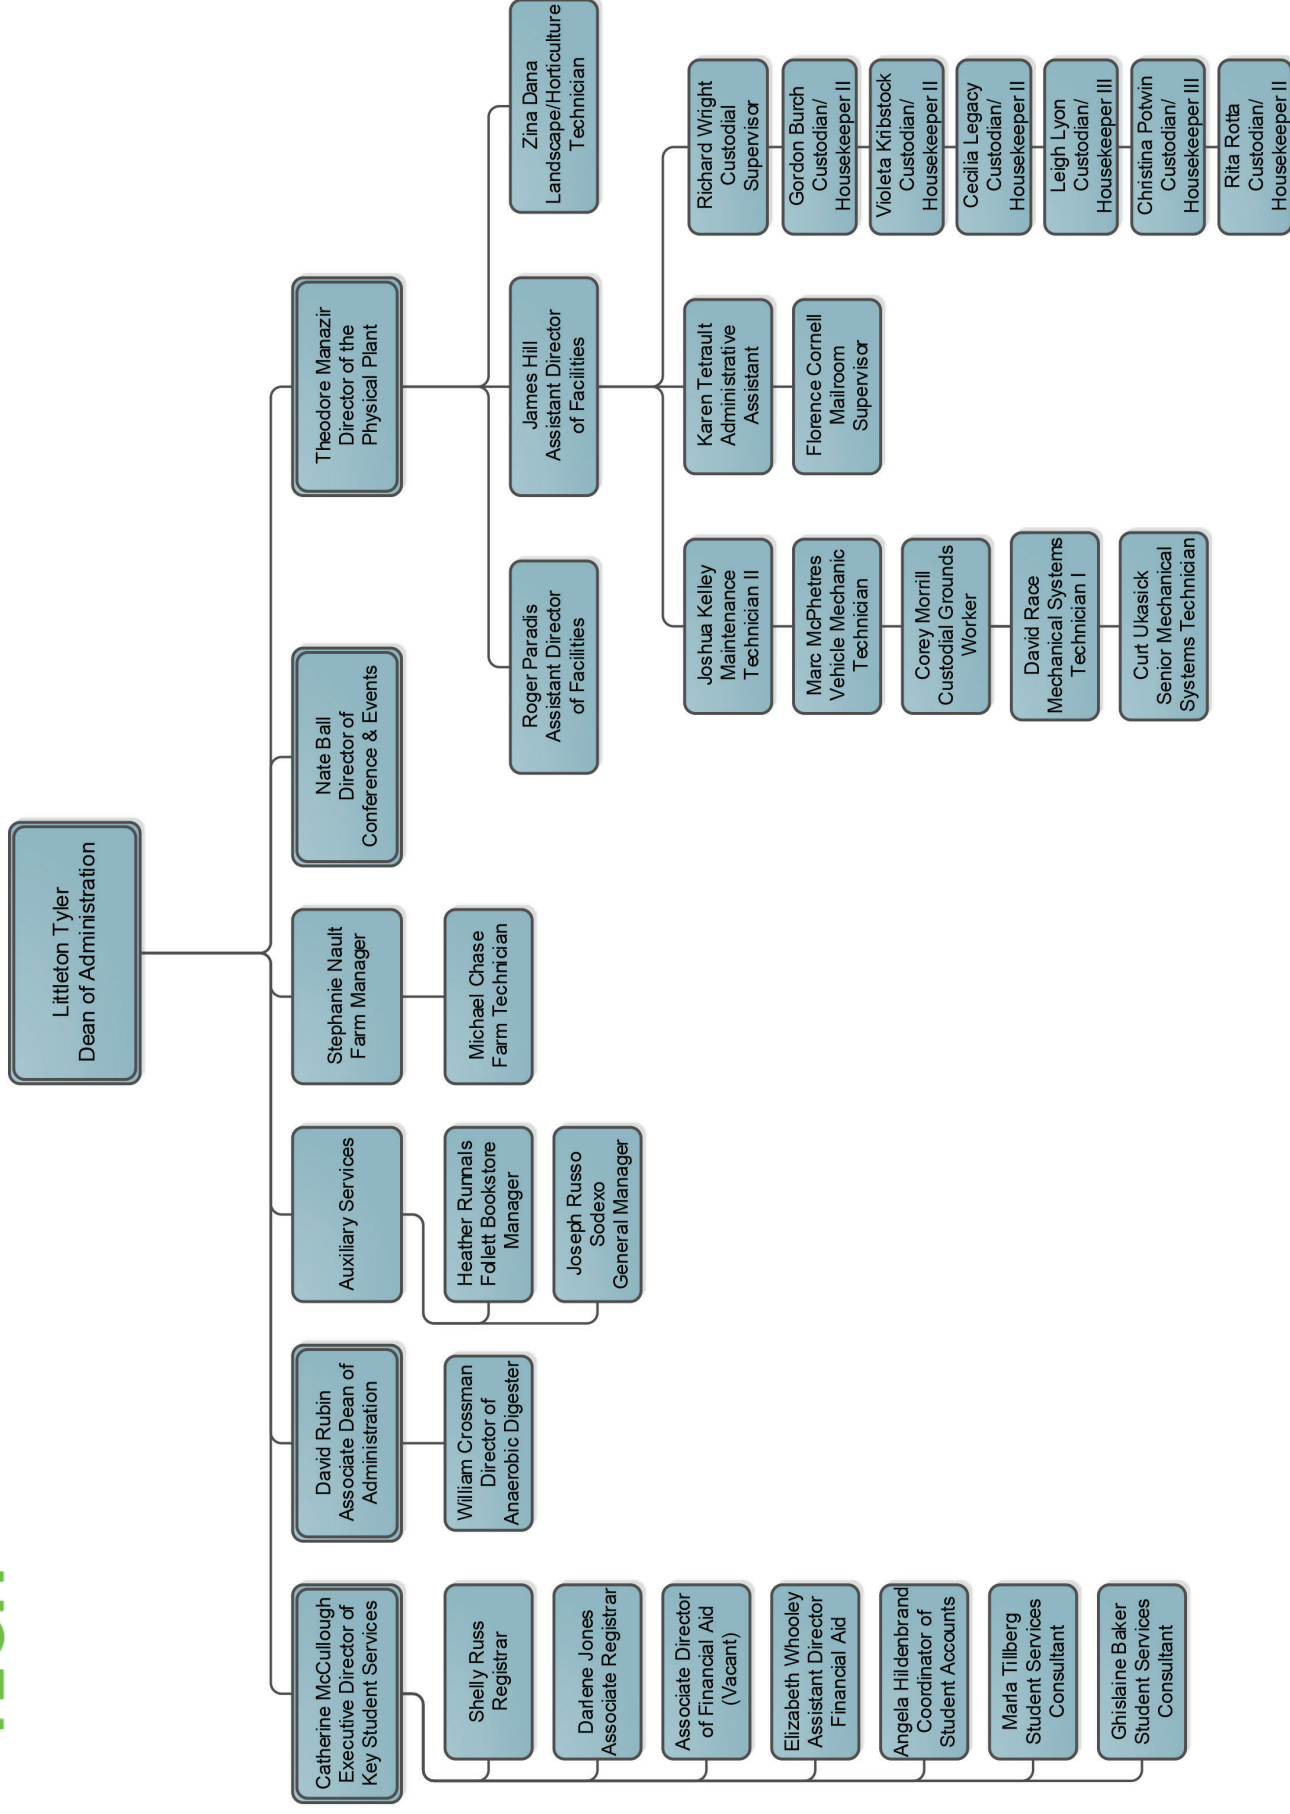 Littleton Tyler
Dean of Administration
Catherine McCullough
Executive Director of
Key Student Services
Shelly Russ
Registrar
Darlene Jones
Associate Registrar
Associate Director
of Financial Aid
(Vacant)
Elizabeth Whooley
Assistant Director
Financial Aid
Angela Hildenbrand
Coordinator of
Student Accounts
Marla Tillberg
Student Services
Consultant
Ghislaine Baker
Student Services
Consultant
David Rubin
Associate Dean of
Administration
William Crossman
Director of
Anaerobic Digester
Auxiliary Services
Heather Runnals
Follett Bookstore
Manager
Joseph Russo
Sodexo
General Manager
Stephanie Nault
Farm Manager
Michael Chase
Farm Technician
Nate Ball
Director of
Conference & Events
Theodore Manazir
Director of the
Physical Plant
Roger Paradis
Assistant Director
of Facilities
James Hill
Assistant Director
of Facilities
Zina Dana
Landscape/Horticulture
Technician
Joshua Kelley
Maintenance
Technician II
Marc McPhetres
Vehicle Mechanic
Technician
Corey Morrill
Custodial Grounds
Worker
David Race
Mechanical Systems
Technician I
Curt Ukasick
Senior Mechanical
Systems Technician
Karen Tetrault
Administrative
Assistant
Florence Cornell
Mailroom
Supervisor
Richard Wright
Custodial
Supervisor
Gordon Burch
Custodian/
Housekeeper II
Violeta Kribstock
Custodian/
Housekeeper II
Cecilia Legacy
Custodian/
Housekeeper II
Leigh Lyon
Custodian/
Housekeeper III
Christina Potwin
Custodian/
Housekeeper III
Rita Rotta
Custodian/
Housekeeper II